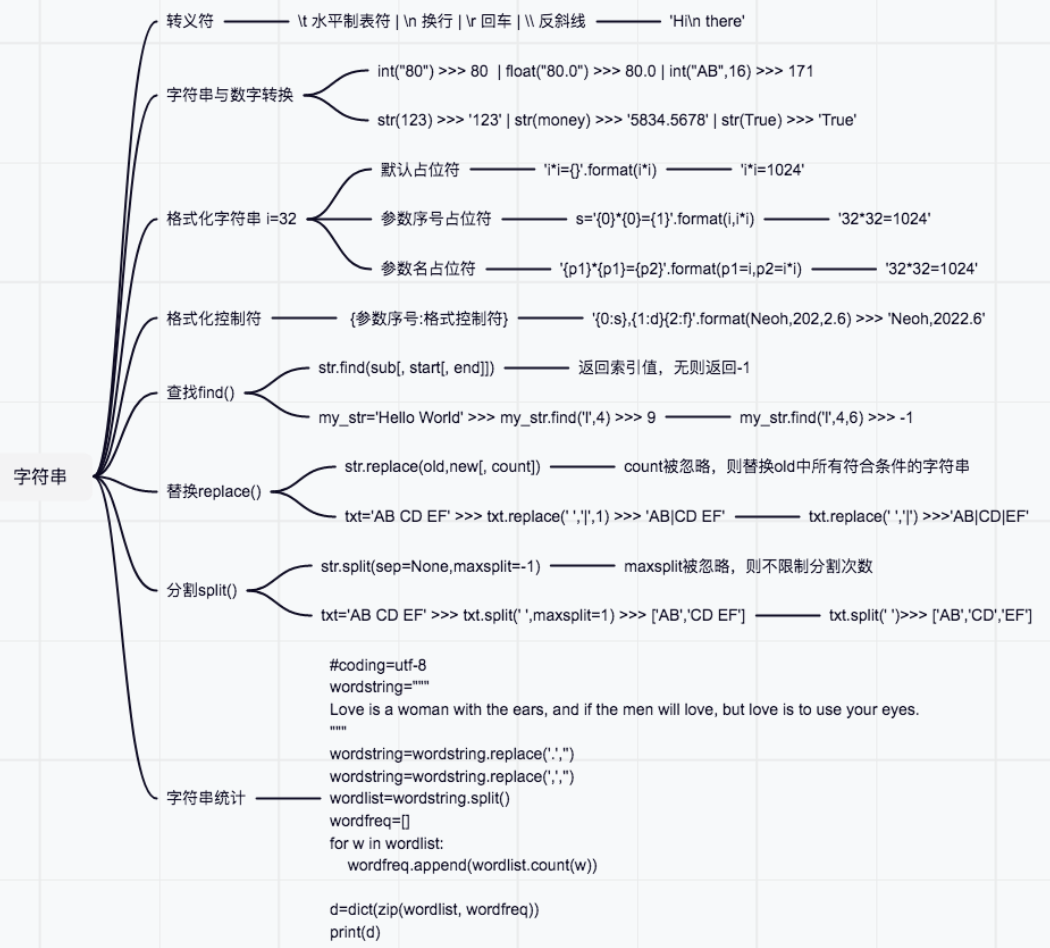 字符串
转义符
\t 水平制表符 | \n 换行 | \r 回车 | \\ 反斜线
'Hi\n there'
字符串与数字转换
int("80") >>> 80 | float("80.0") >>> 80.0 | int("AB",16) >>> 171
str(123) >>> '123' | str(money) >>> '5834.5678' | str(True) >>> 'True'
格式化字符串 i=32
默认占位符
'i*i={}'.format(i*i)
'i*i=1024'
参数序号占位符
s='{0}*{0}={1}'.format(i,i*i)
'32*32=1024'
参数名占位符
'{p1}*{p1}={p2}'.format(p1=i,p2=i*i)
'32*32=1024'
格式化控制符
{参数序号:格式控制符}
'{0:s},{1:d}{2:f}'.format(Neoh,202,2.6) >>> 'Neoh,2022.6'
查找find()
str.find(sub[, start[, end]])
返回索引值，无则返回-1
my_str='Hello World' >>> my_str.find('l',4) >>> 9
my_str.find('l',4,6) >>> -1
替换replace()
str.replace(old,new[, count])
count被忽略，则替换old中所有符合条件的字符串
txt='AB CD EF' >>> txt.replace(' ','|',1) >>> 'AB|CD EF'
txt.replace(' ','|') >>>'AB|CD|EF'
分割split()
str.split(sep=None,maxsplit=-1)
maxsplit被忽略，则不限制分割次数
txt='AB CD EF' >>> txt.split(' ',maxsplit=1) >>> ['AB','CD EF']
txt.split(' ')>>> ['AB','CD','EF']
字符串统计
#coding=utf-8
wordstring="""
Love is a woman with the ears, and if the men will love, but love is to use your eyes.
"""
wordstring=wordstring.replace('.','')
wordstring=wordstring.replace(',','')
wordlist=wordstring.split()
wordfreq=[]
for w in wordlist:
    wordfreq.append(wordlist.count(w))
d=dict(zip(wordlist, wordfreq))
print(d)